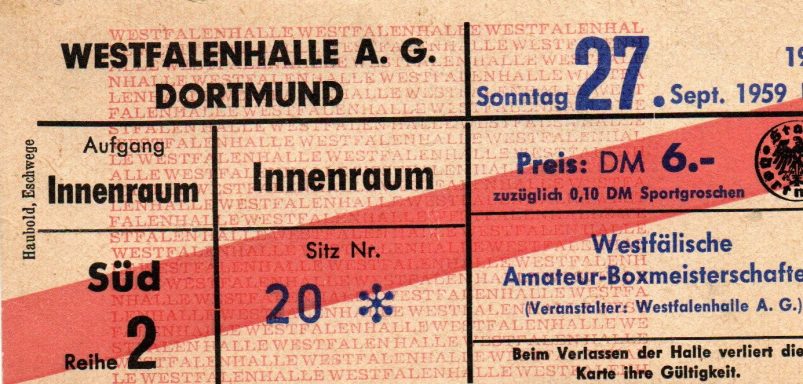 WESTFALENHALLE A. G.
DORTMUND
Sonntag 27. Sept. 1959
19
Aufgang
Innenraum
Innenraum
Preis: DM 6.-
zuzüglich 0,10 DM Sportgroschen
Haubold, Eschwege
Süd
Reihe 2
Sitz Nr.
20 *
Westfälische
Amateur-Boxmeisterschafte
(Veranstalter: Westfalenhalle A. G.)
Beim Verlassen der Halle verliert die
Karte ihre Gültigkeit.